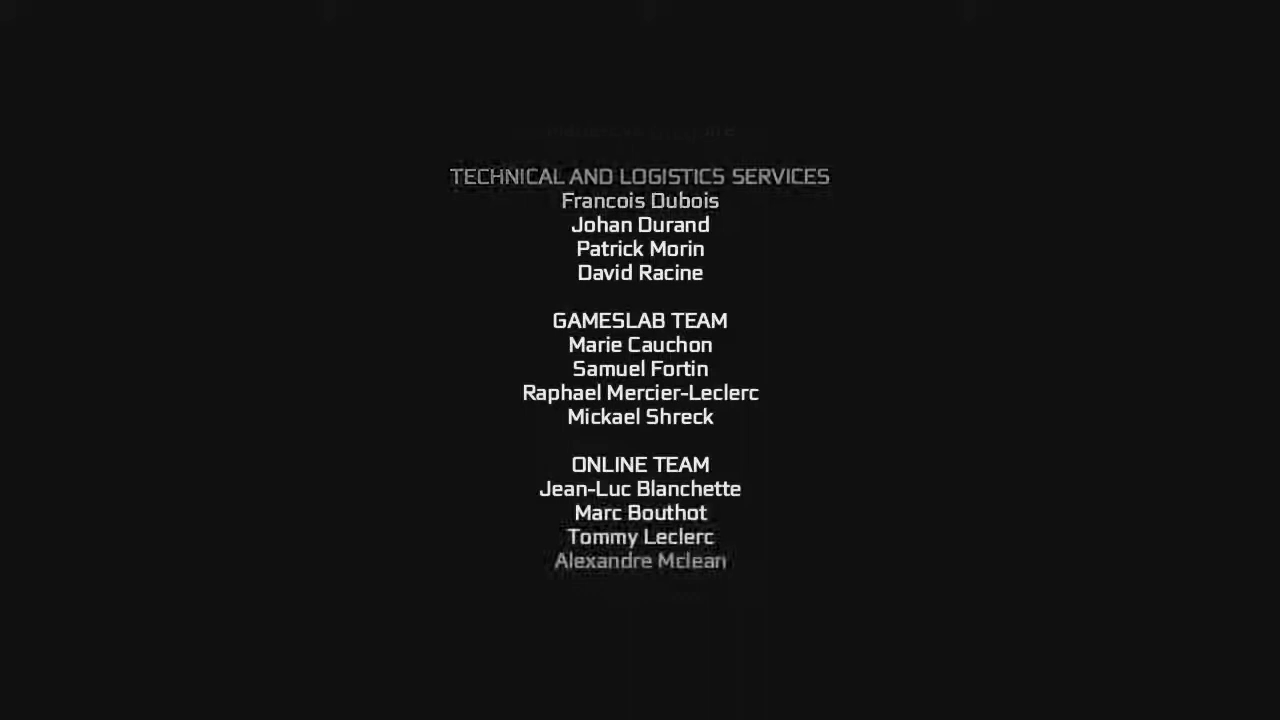 TECHNICAL AND LOGISTICS SERVICES
Francois Dubois
Johan Durand
Patrick Morin
David Racine
GAMESLAB TEAM
Marie Cauchon
Samuel Fortin
Raphael Mercier-Leclerc
Mickael Shreck
ONLINE TEAM
Jean-Luc Blanchette
Marc Bouthot
Tommy Leclerc
Alexandre Mclean